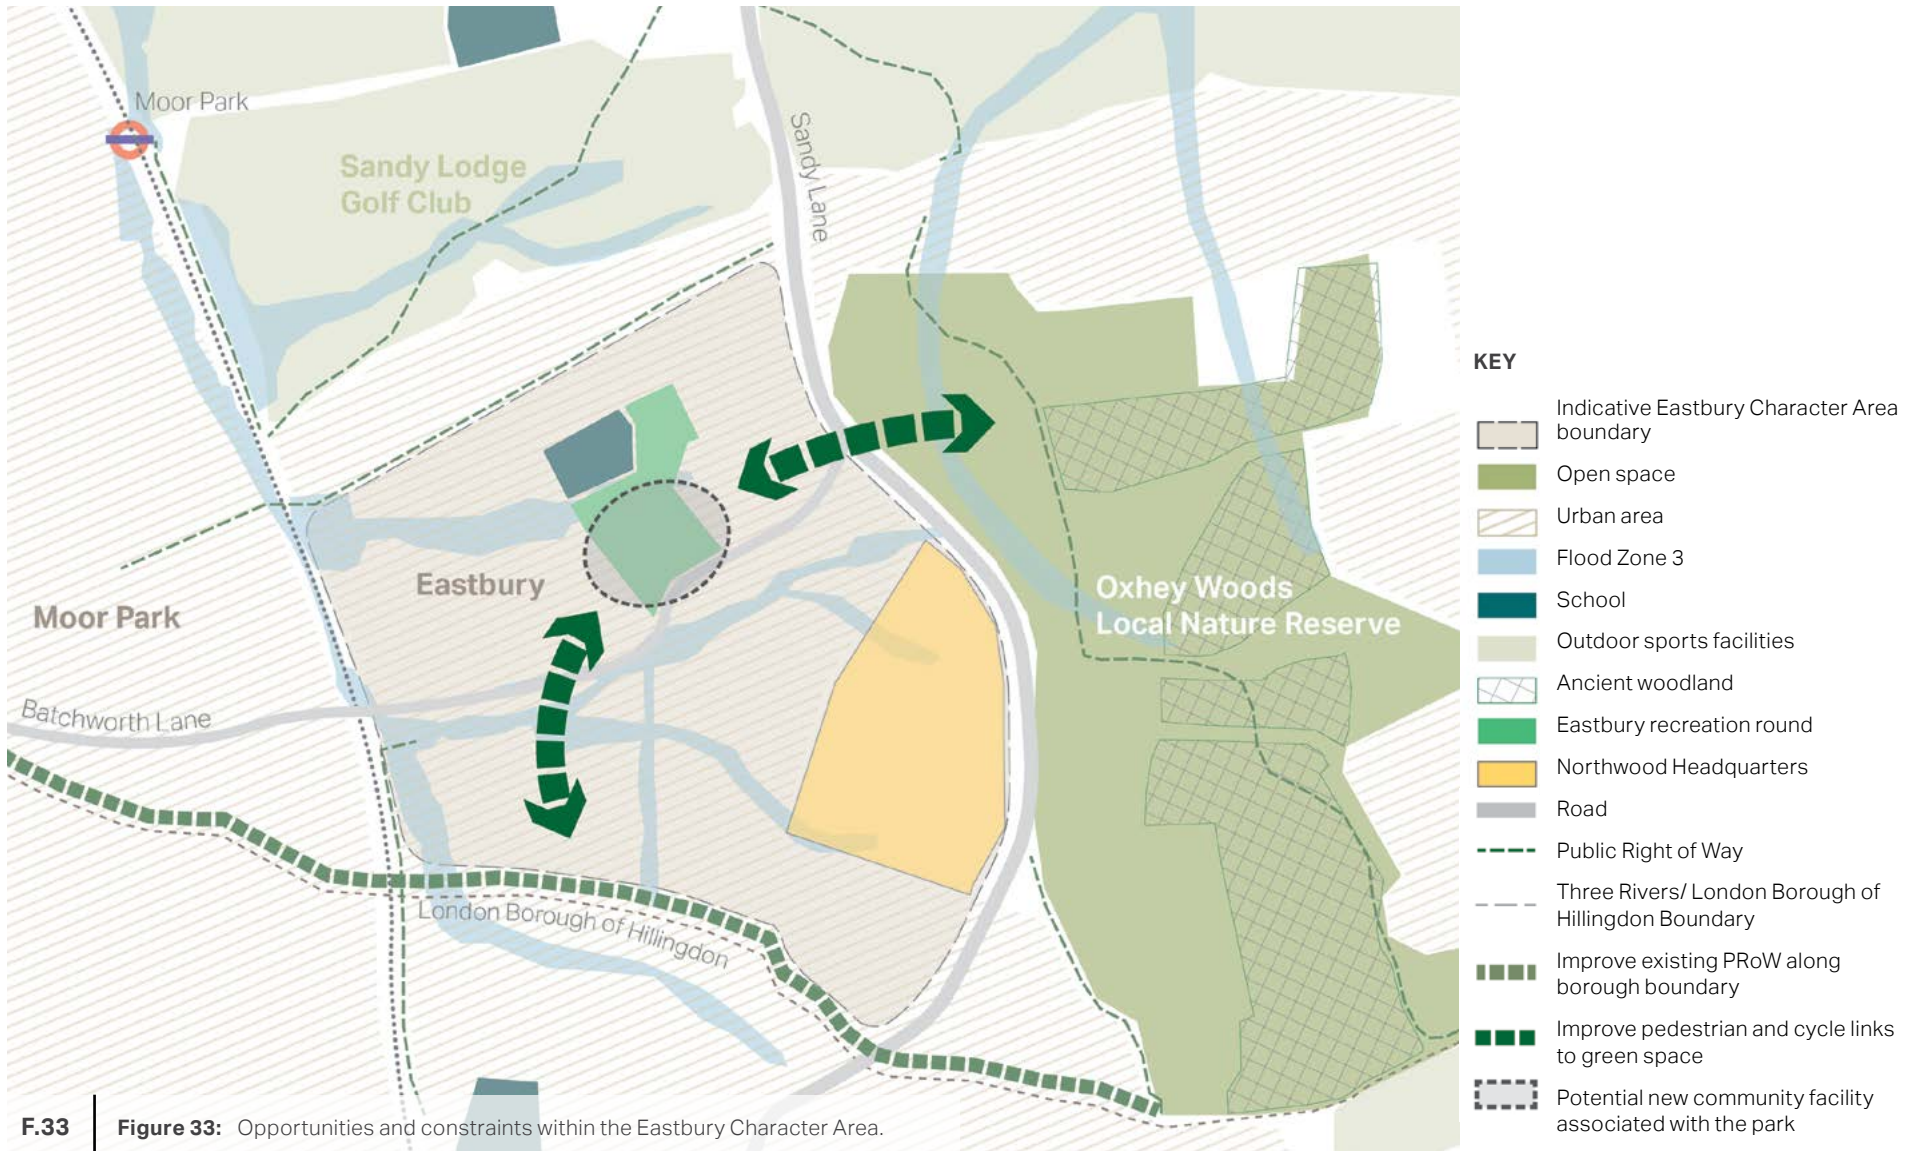 Moor Park
Sandy Lodge
Golf Club
Sandy Lane
Eastbury
Moor Park
Oxhey Woods
Local Nature Reserve
Batchworth Lane
London Borough of Hillingdon
KEY
Indicative Eastbury Character Area
boundary
Open space
Urban area
Flood Zone 3
School
Outdoor sports facilities
Ancient woodland
Eastbury recreation round
Northwood Headquarters
Road
Public Right of Way
Three Rivers/ London Borough of
Hillingdon Boundary
Improve existing PRoW along
borough boundary
Improve pedestrian and cycle links
to green space
Potential new community facility
associated with the park
F.33 Figure 33: Opportunities and constraints within the Eastbury Character Area.